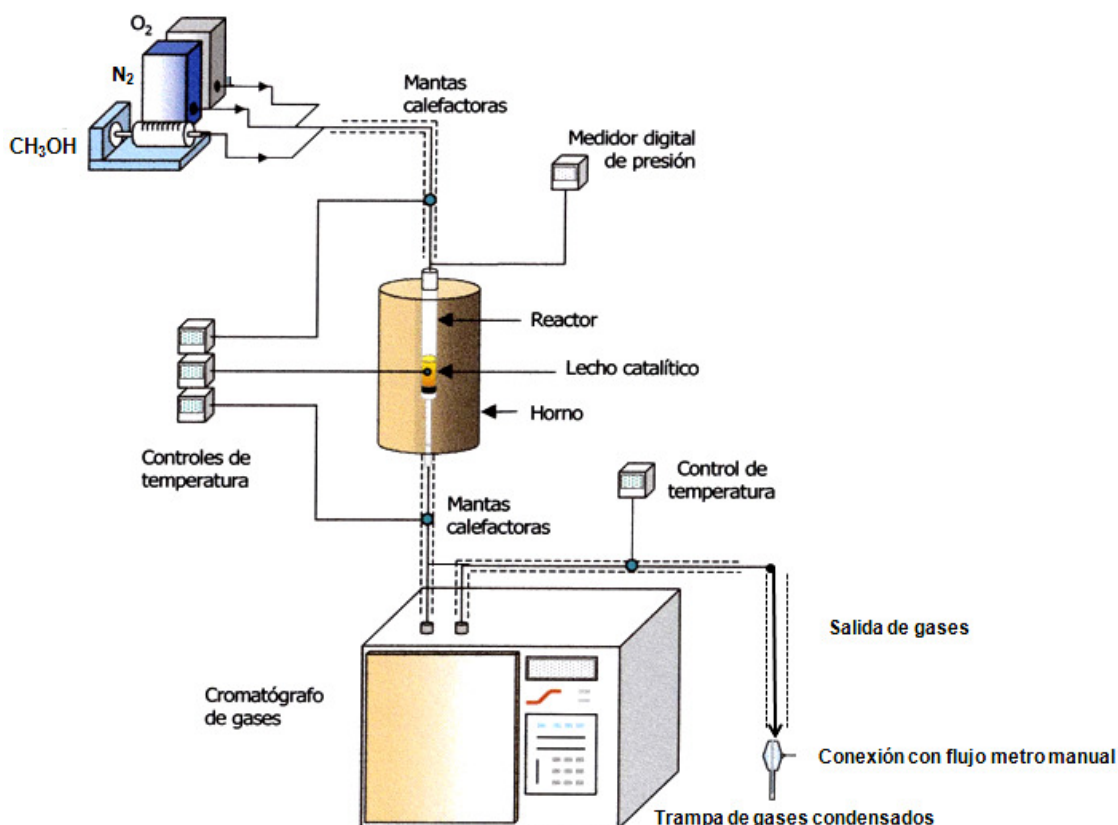 O₂
N₂
CH₃OH
Mantas
calefactoras
Medidor digital
de presión
Reactor
Lecho catalítico
Horno
Controles de
temperatura
Mantas
calefactoras
Control de
temperatura
Salida de gases
Cromatógrafo
de gases
Conexión con flujo metro manual
Trampa de gases condensados